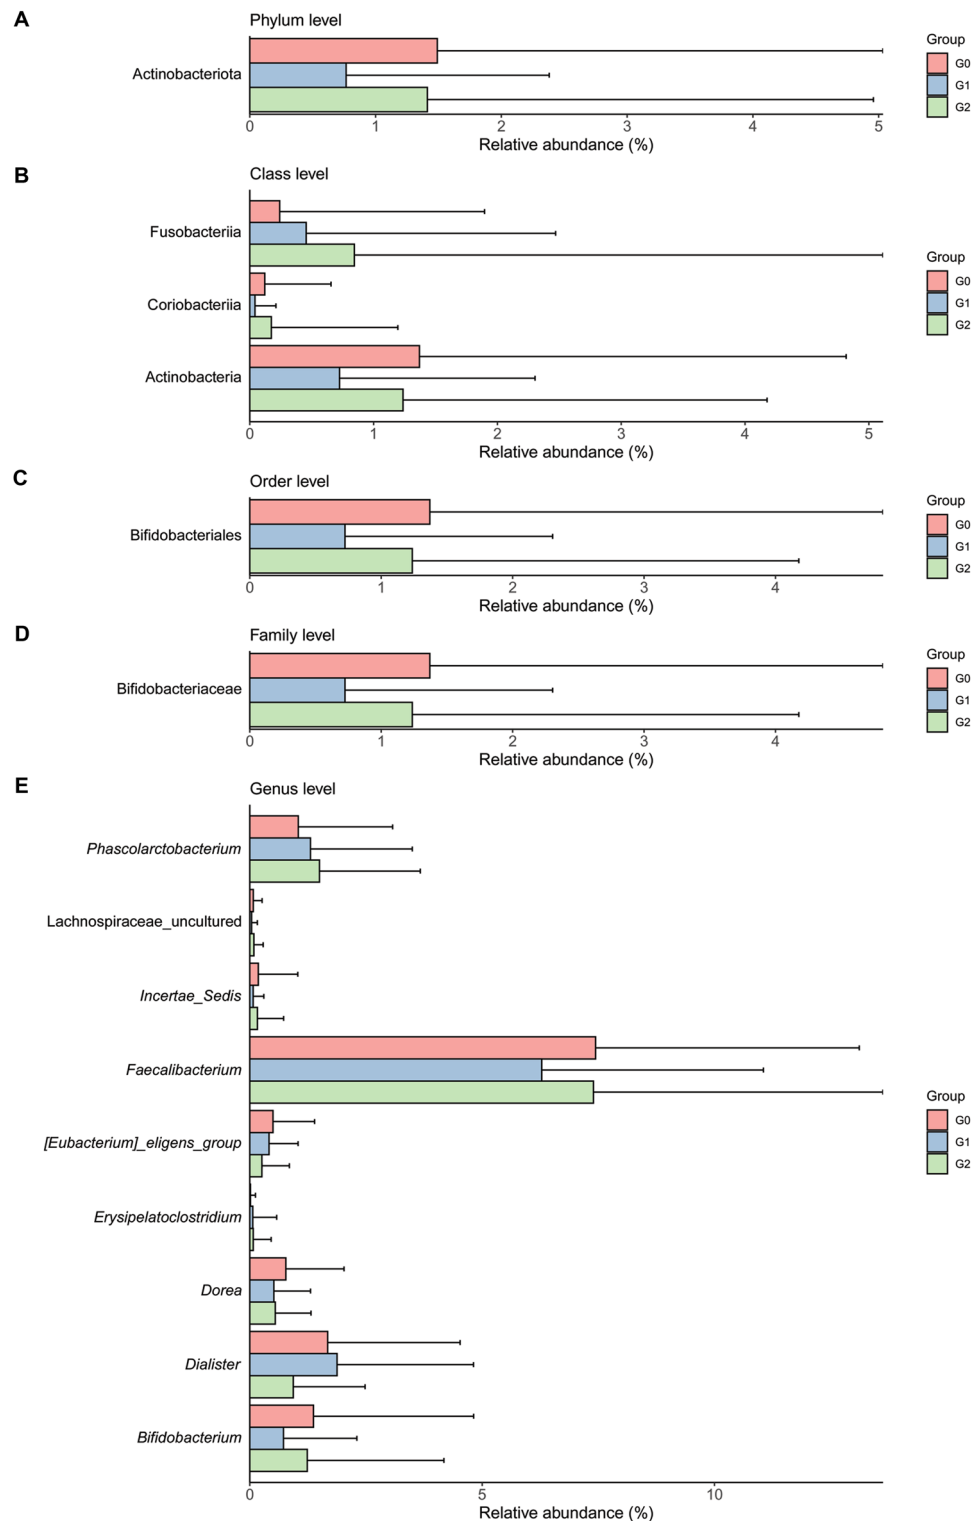 A
Phylum level
Actinobacteriota
0 1 2 3 4 5
Relative abundance (%)
Group
G0
G1
G2
B
Class level
Fusobacteriia
Coriobacteriia
Actinobacteria
0 1 2 3 4 5
Relative abundance (%)
Group
G0
G1
G2
C
Order level
Bifidobacteriales
0 1 2 3 4
Relative abundance (%)
Group
G0
G1
G2
D
Family level
Bifidobacteriaceae
0 1 2 3 4
Relative abundance (%)
Group
G0
G1
G2
E
Genus level
Phascolarctobacterium
Lachnospiraceae_uncultured
Incertae_Sedis
Faecalibacterium
[Eubacterium]_eligens_group
Erysipelatoclostridium
Dorea
Dialister
Bifidobacterium
0 5 10
Relative abundance (%)
Group
G0
G1
G2